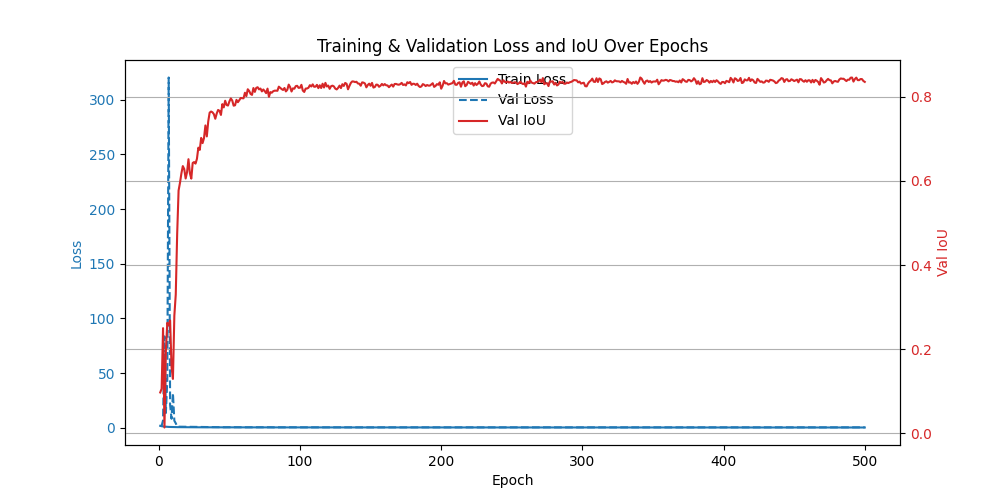 Training & Validation Loss and IoU Over Epochs
Train Loss
Val Loss
Val IoU
Loss
300
250
200
150
100
50
0
0.8
0.6
0.4
0.2
0.0
Val IoU
0 100 200 300 400 500
Epoch